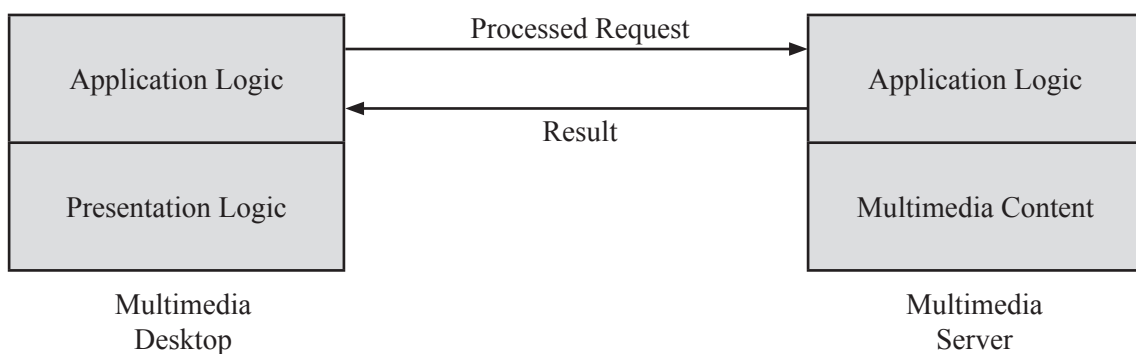 Processed Request
Application Logic
Application Logic
Result
Presentation Logic
Multimedia Content
Multimedia
Desktop
Multimedia
Server